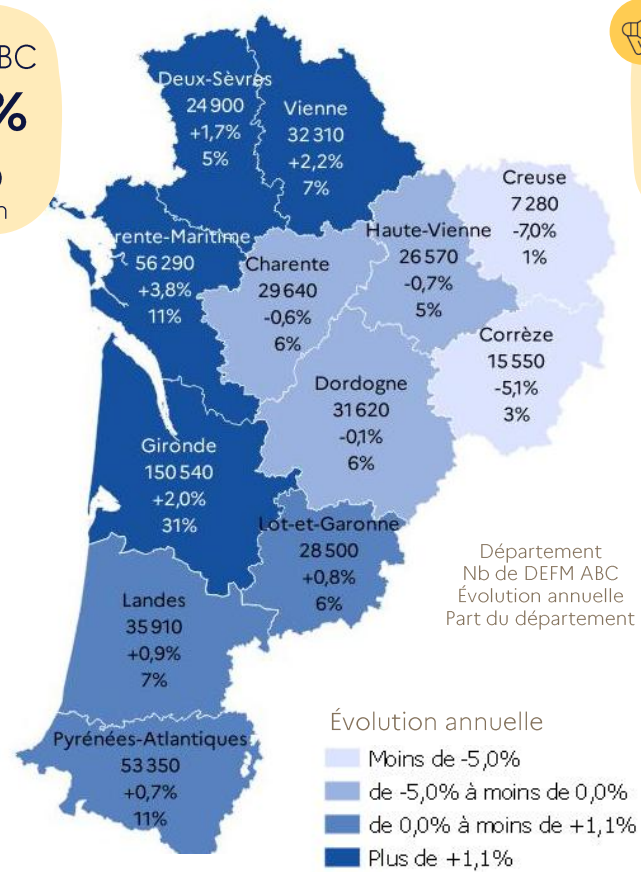 BC
%
n
Deux-Sèvres
24 900
+1,7%
5%
Vienne
32 310
+2,2%
7%
Creuse
7 280
-7,0%
1%
rente-Maritime
56 290
+3,8%
11%
Charente
29 640
-0,6%
6%
Haute-Vienne
26 570
-0,7%
5%
Corrèze
15 550
-5,1%
3%
Dordogne
31 620
-0,1%
6%
Gironde
150 540
+2,0%
31%
Lot-et-Garonne
28 500
+0,8%
6%
Landes
35 910
+0,9%
7%
Pyrénées-Atlantiques
53 350
+0,7%
11%
Département
Nb de DEFM ABC
Évolution annuelle
Part du département
Évolution annuelle
Moins de -5,0%
de -5,0% à moins de 0,0%
de 0,0% à moins de +1,1%
Plus de +1,1%